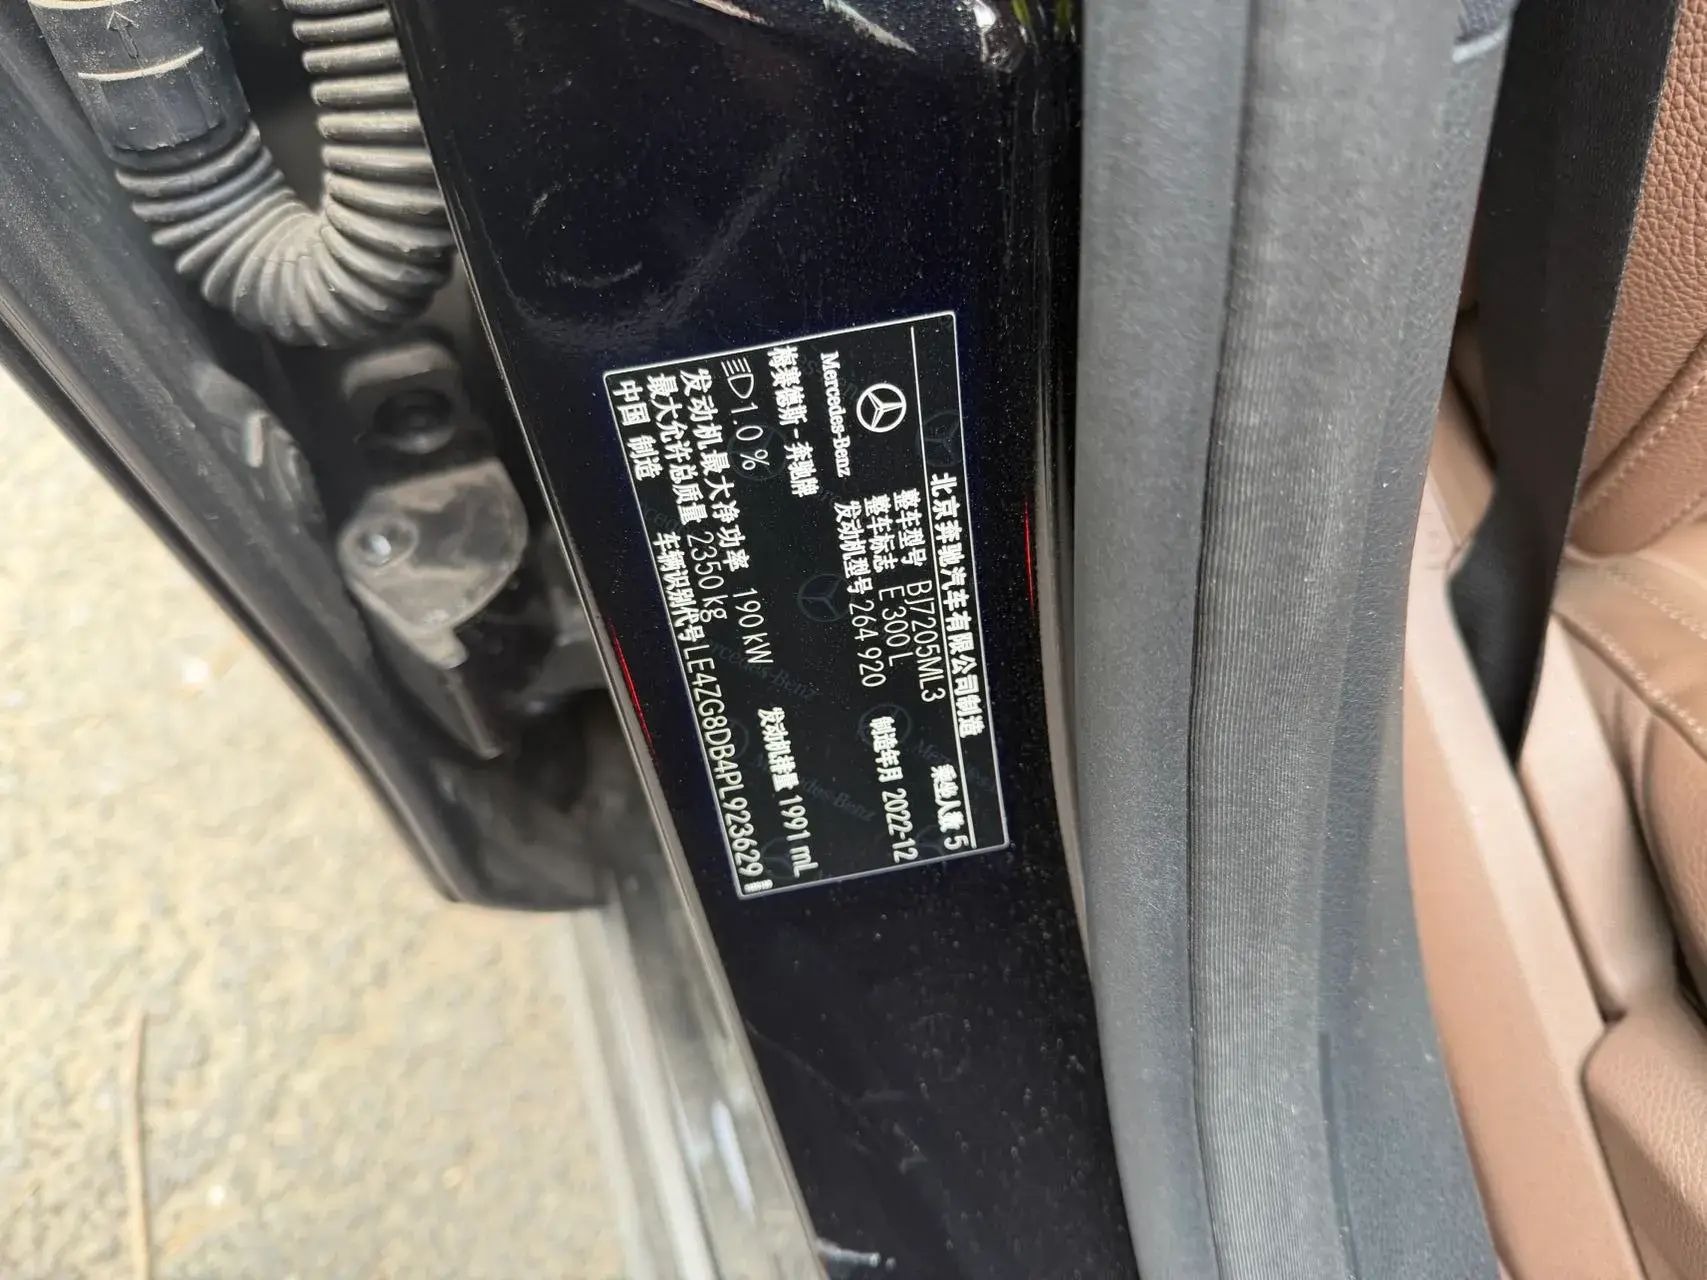 北京奔驰汽车有限公司制造
Mercedes-Benz
梅赛德斯-奔驰牌
整车型号 BJ7205ML3
乘坐人数 5
整车标志 E 300 L
制造年月 2022-12
发动机型号 264 920
1.0%
发动机最大净功率 190 kW
发动机排量 1991 mL
最大允许总质量 2350 kg
中国 制造
车辆识别代号 LE4ZG8DB4PL923629